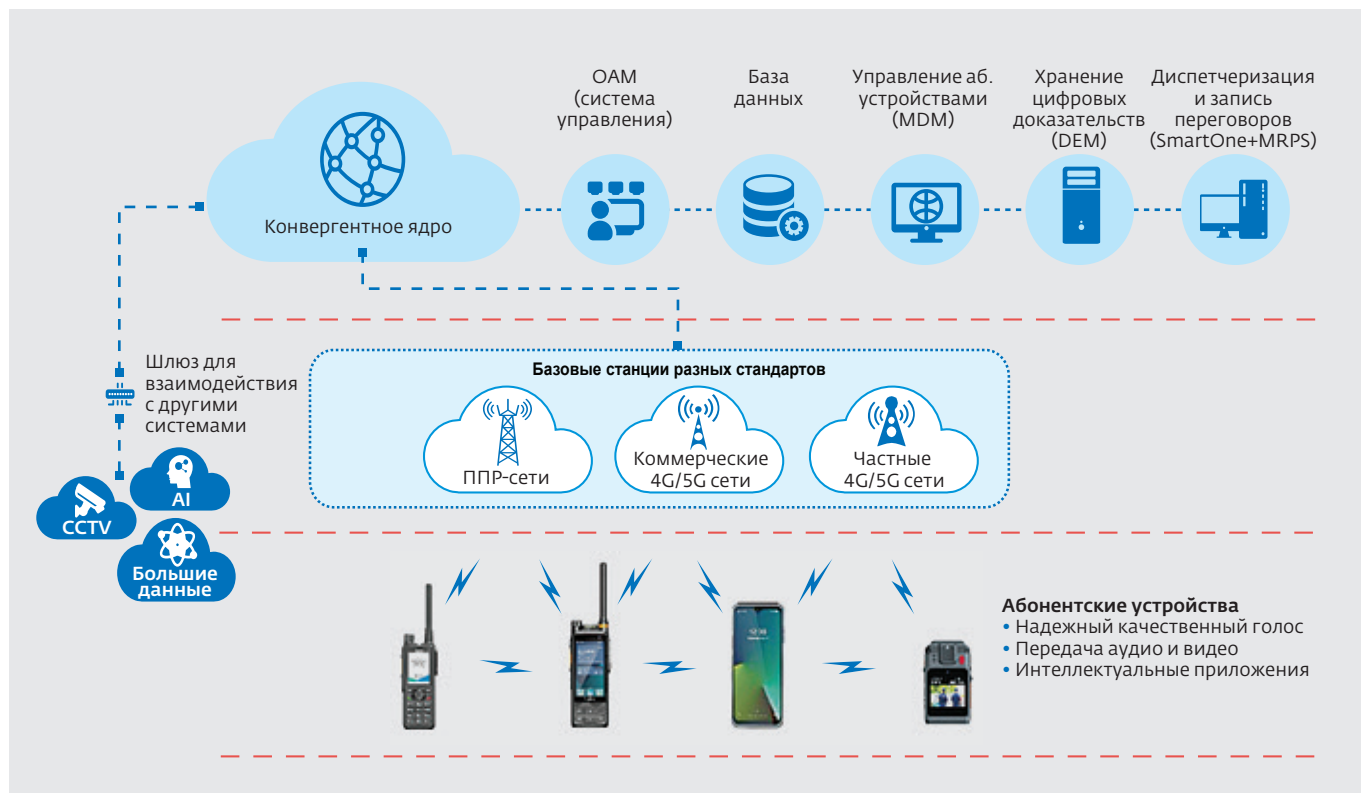 ОАМ
(система
управления)
База
данных
Управление аб.
устройствами
(MDM)
Хранение
цифровых
доказательств
(DEM)
Диспетчеризация
и запись
переговоров
(SmartOne+MRPS)
Конвергентное ядро
Шлюз для
взаимодействия
с другими
системами
AI
CCTV
Большие
данные
Базовые станции разных стандартов
ППР-сети
Коммерческие
4G/5G сети
Частные
4G/5G сети
Абонентские устройства
• Надежный качественный голос
• Передача аудио и видео
• Интеллектуальные приложения